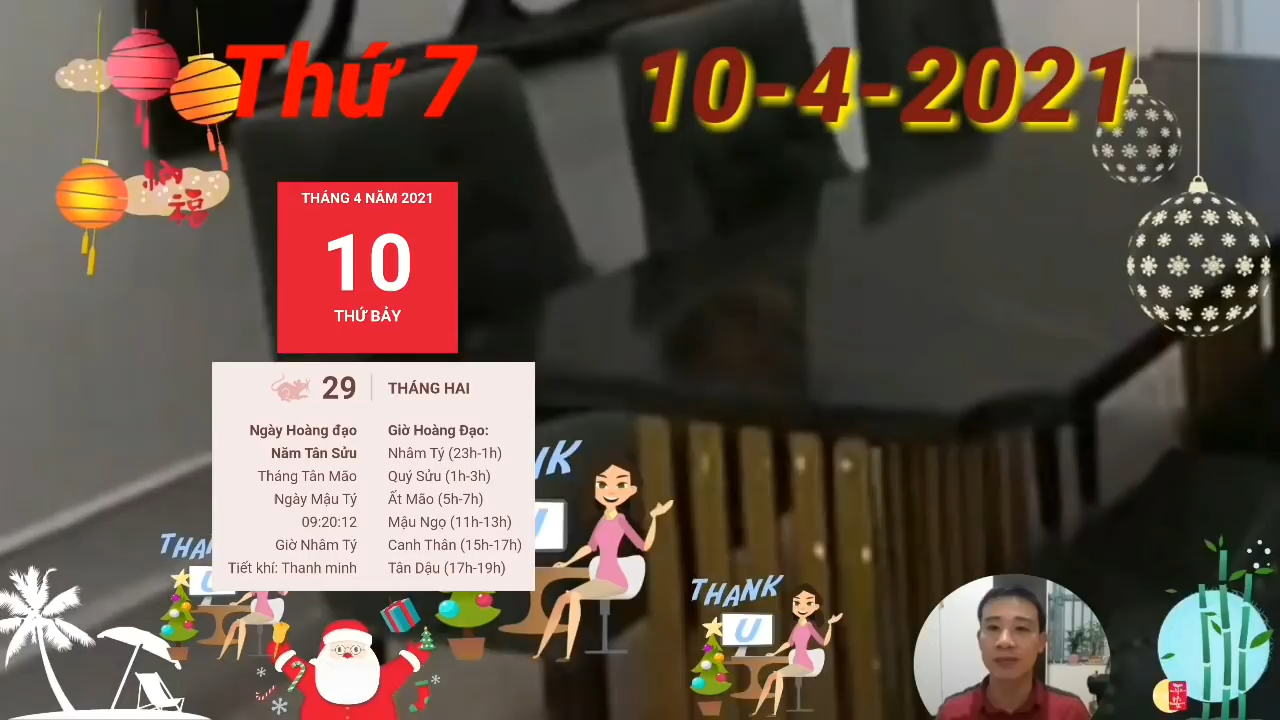 Thứ 7
10-4-2021
THÁNG 4 NĂM 2021
10
THỨ BẢY
29
THÁNG HAI
Ngày Hoàng đạo
Năm Tân Sửu
Tháng Tân Mão
Ngày Mậu Tý
09:20:12
Giờ Nhâm Tý
Tiết khí: Thanh minh
Giờ Hoàng Đạo:
Nhâm Tý (23h-1h)
Quý Sửu (1h-3h)
Ất Mão (5h-7h)
Mậu Ngọ (11h-13h)
Canh Thân (15h-17h)
Tân Dậu (17h-19h)
THANK
U
福